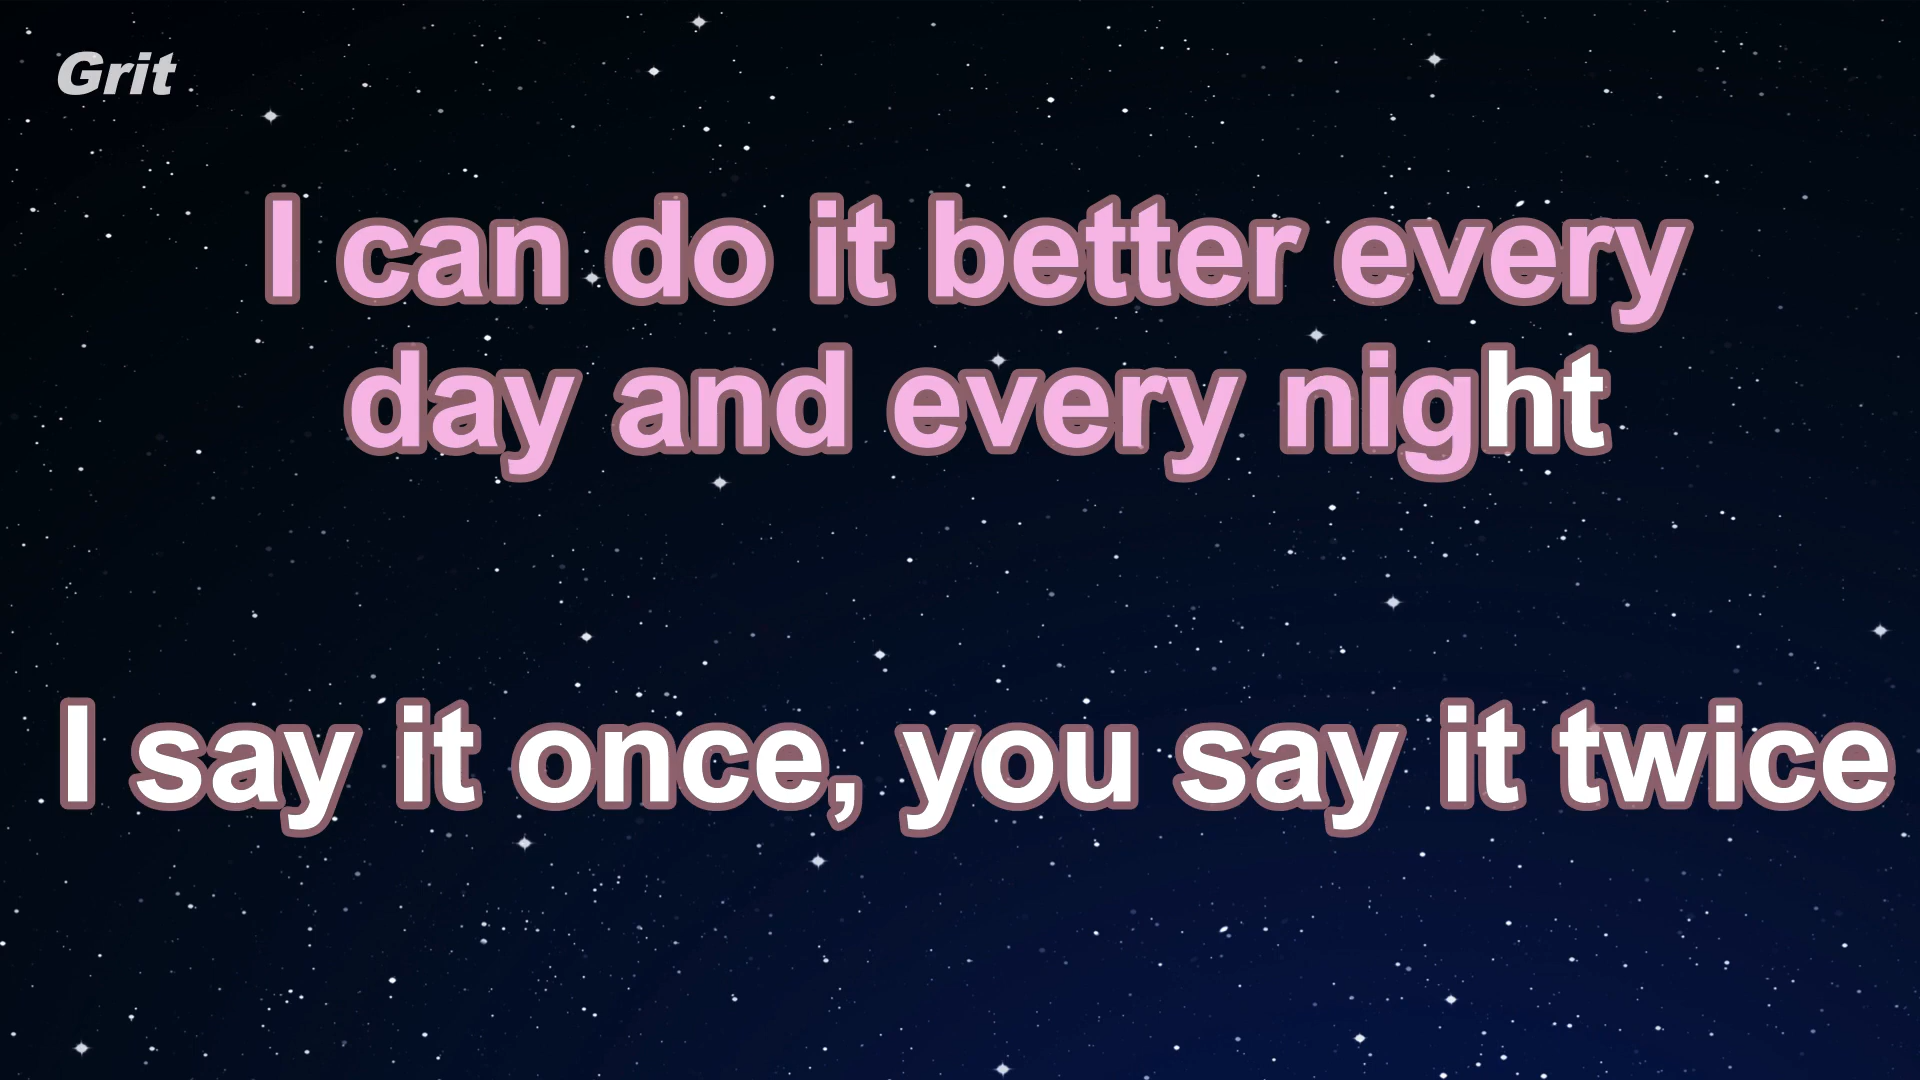 Grit
I can do it better every
day and every night
I say it once, you say it twice